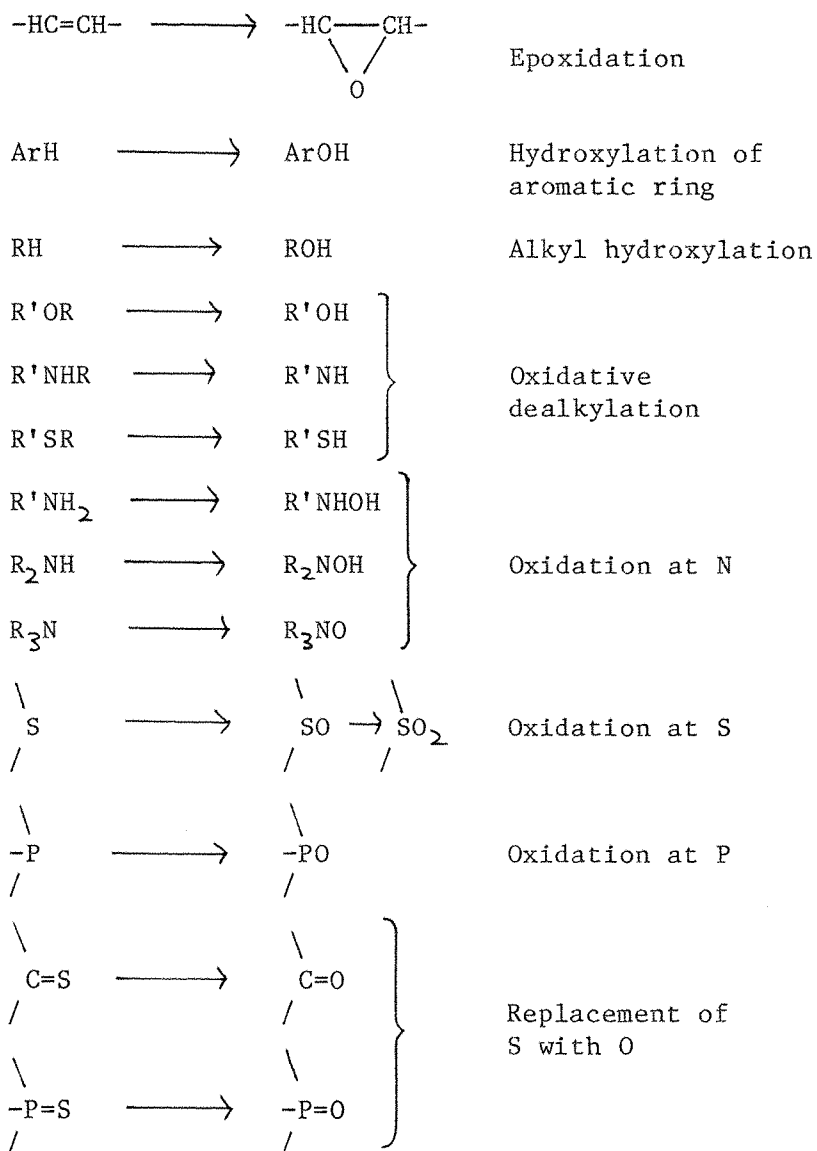 -HC=CH- ⟶ -HC—CH-
O
Epoxidation
ArH ⟶ ArOH Hydroxylation of
aromatic ring
RH ⟶ ROH Alkyl hydroxylation
R'OR ⟶ R'OH
R'NHR ⟶ R'NH Oxidative
dealkylation
R'SR ⟶ R'SH
R'NH₂ ⟶ R'NHOH
R₂NH ⟶ R₂NOH Oxidation at N
R₃N ⟶ R₃NO
S ⟶ SO → SO₂ Oxidation at S
-P ⟶ -PO Oxidation at P
C=S ⟶ C=O
Replacement of
S with O
-P=S ⟶ -P=O